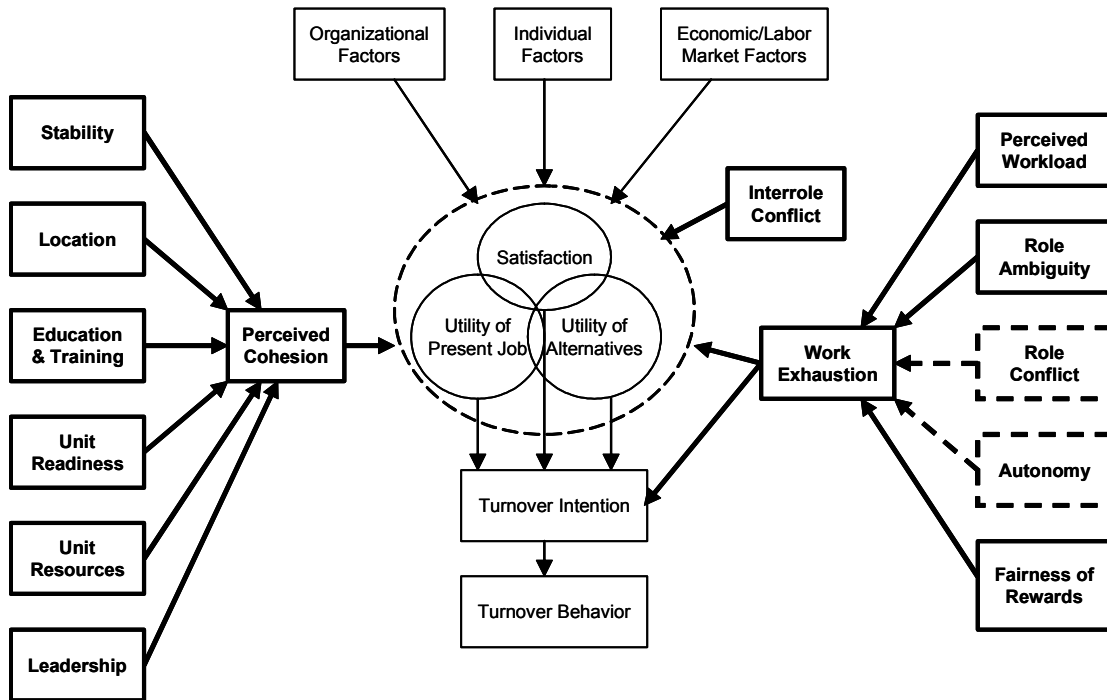 Organizational
Factors
Individual
Factors
Economic/Labor
Market Factors
Stability
Location
Education
& Training
Unit
Readiness
Unit
Resources
Leadership
Perceived
Cohesion
Satisfaction
Utility of
Present Job
Utility of
Alternatives
Turnover Intention
Turnover Behavior
Interrole
Conflict
Work
Exhaustion
Perceived
Workload
Role
Ambiguity
Role
Conflict
Autonomy
Fairness of
Rewards